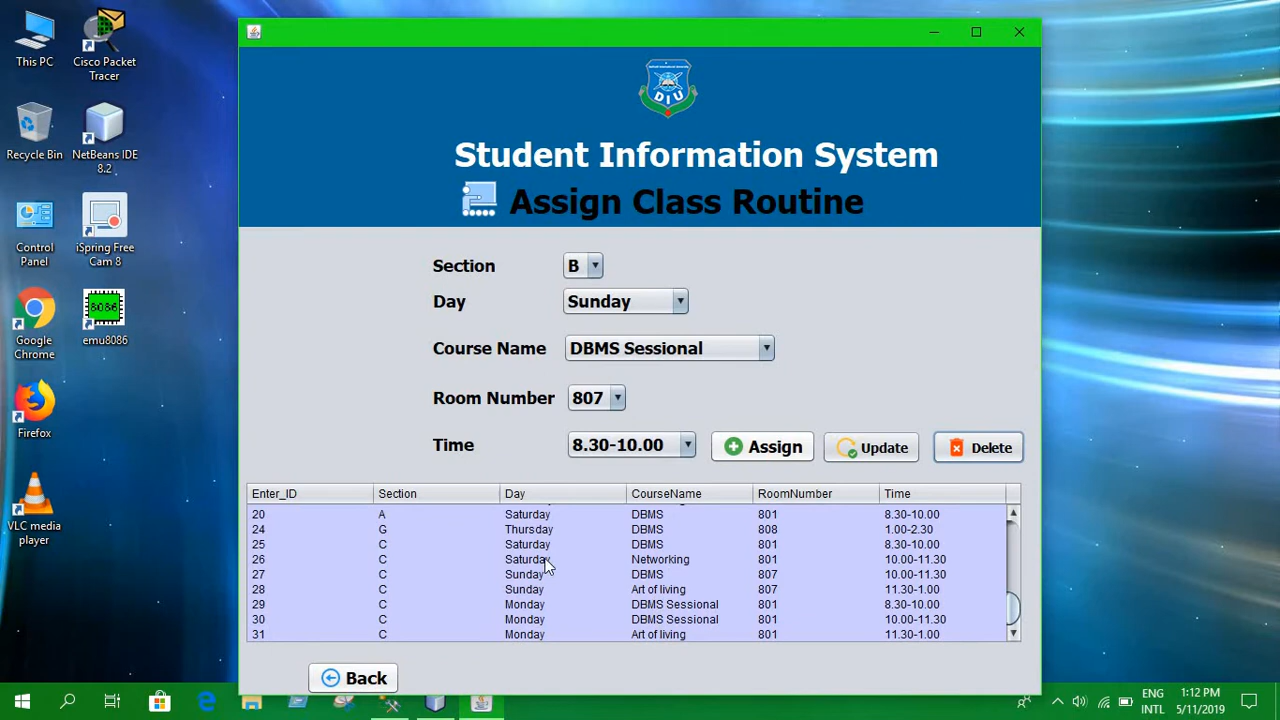 This PC
Cisco Packet
Tracer
Recycle Bin
NetBeans IDE
8.2
Control
Panel
iSpring Free
Cam 8
Google
Chrome
8086
emu8086
Firefox
VLC media
player
DIU
Student Information System
Assign Class Routine
Section B
Day Sunday
Course Name DBMS Sessional
Room Number 807
Time 8.30-10.00 Assign Update Delete
Enter_ID Section Day CourseName RoomNumber Time
20 A Saturday DBMS 801 8.30-10.00
24 G Thursday DBMS 808 1.00-2.30
25 C Saturday DBMS 801 8.30-10.00
26 C Saturday Networking 801 10.00-11.30
27 C Sunday DBMS 807 10.00-11.30
28 C Sunday Art of living 807 11.30-1.00
29 C Monday DBMS Sessional 801 8.30-10.00
30 C Monday DBMS Sessional 801 10.00-11.30
31 C Monday Art of living 801 11.30-1.00
Back
ENG
INTL
1:12 PM
5/11/2019